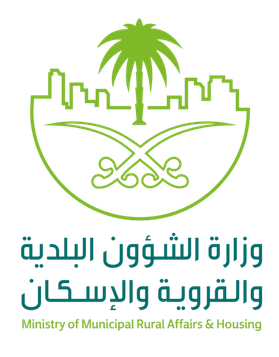 وزارة الشؤون البلدية
والقروية والإسكان
Ministry of Municipal Rural Affairs & Housing